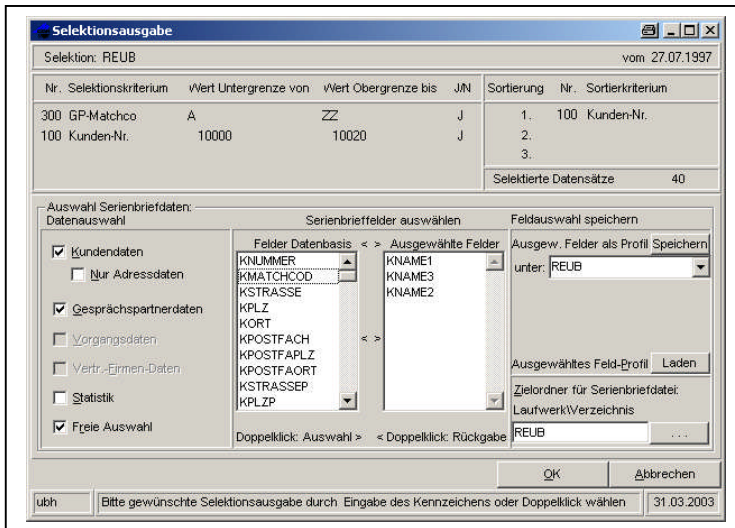 Selektionsausgabe
Selektion: REUB vom 27.07.1997
Nr. Selektionskriterium Wert Untergrenze von Wert Obergrenze bis J/N
300 GP-Matchco A ZZ J
100 Kunden-Nr. 10000 10020 J
Sortierung Nr. Sortierkriterium
1. 100 Kunden-Nr.
2.
3.
Selektierte Datensätze 40
Auswahl Serienbriefdaten:
Datenauswahl
Kundendaten
Nur Adressdaten
Gesprächspartnerdaten
Vorgangsdaten
Vertr.-Firmen-Daten
Statistik
Freie Auswahl
Serienbrieffelder auswählen
Felder Datenbasis < > Ausgewählte Felder
KNUMMER
KMATCHCOD
KSTRASSE
KPLZ
KORT
KPOSTFACH
KPOSTFAPLZ
KPOSTFAORT
KSTRASSEP
KPLZP
< >
KNAME1
KNAME3
KNAME2
Doppelklick: Auswahl > < Doppelklick: Rückgabe
Feldauswahl speichern
Ausgew. Felder als Profil Speichern
unter: REUB
Ausgewähltes Feld-Profil Laden
Zielordner für Serienbriefdatei:
Laufwerk\Verzeichnis
REUB ...
OK Abbrechen
ubh Bitte gewünschte Selektionsausgabe durch Eingabe des Kennzeichens oder Doppelklick wählen 31.03.2003